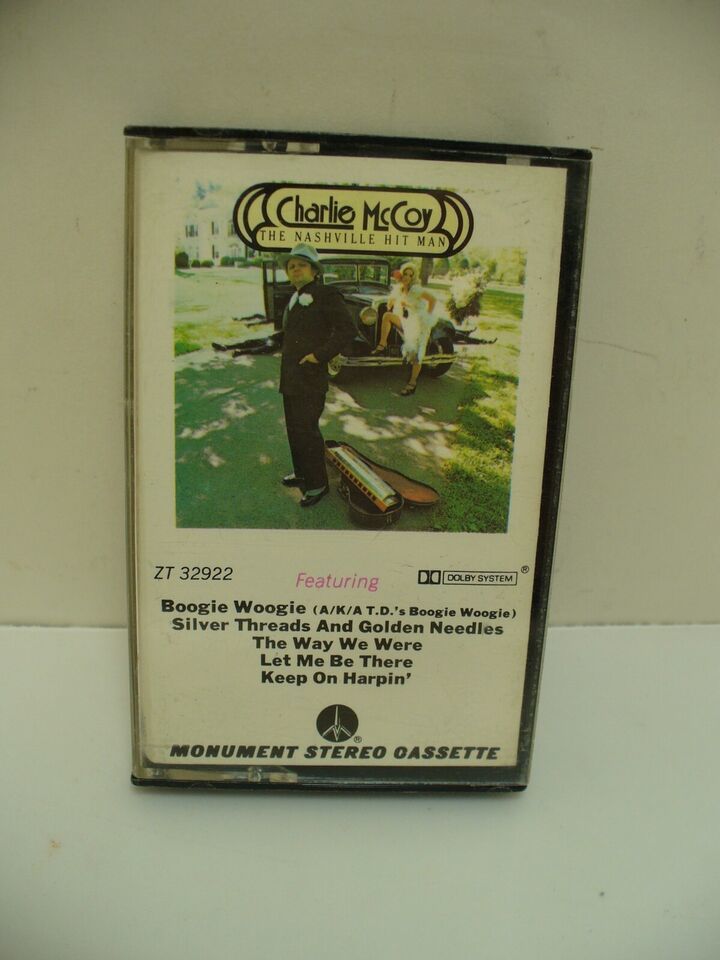 Charlie McCoy
THE NASHVILLE HIT MAN
ZT 32922
Featuring
DOLBY SYSTEM ®
Boogie Woogie (A/K/A T.D.'s Boogie Woogie)
Silver Threads And Golden Needles
The Way We Were
Let Me Be There
Keep On Harpin'
®
MONUMENT STEREO CASSETTE